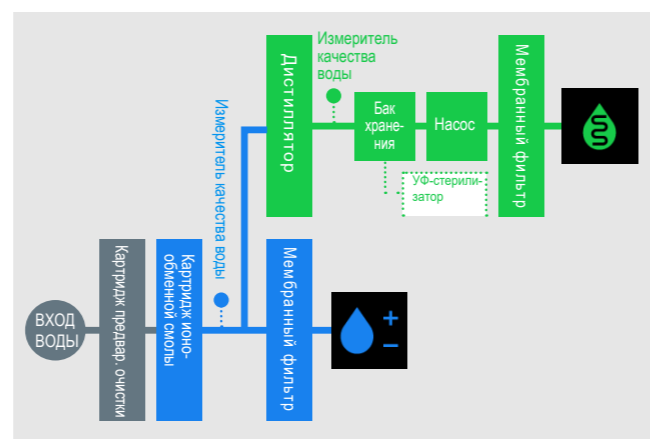 Измеритель
качества
воды
Дистиллятор
Бак
хране-
ния
Насос
Мембранный фильтр
УФ-стерили-
затор
Измеритель качества воды
ВХОД
ВОДЫ
Картридж предвар. очистки
Картридж ионо-
обменной смолы
Мембранный фильтр
+
−